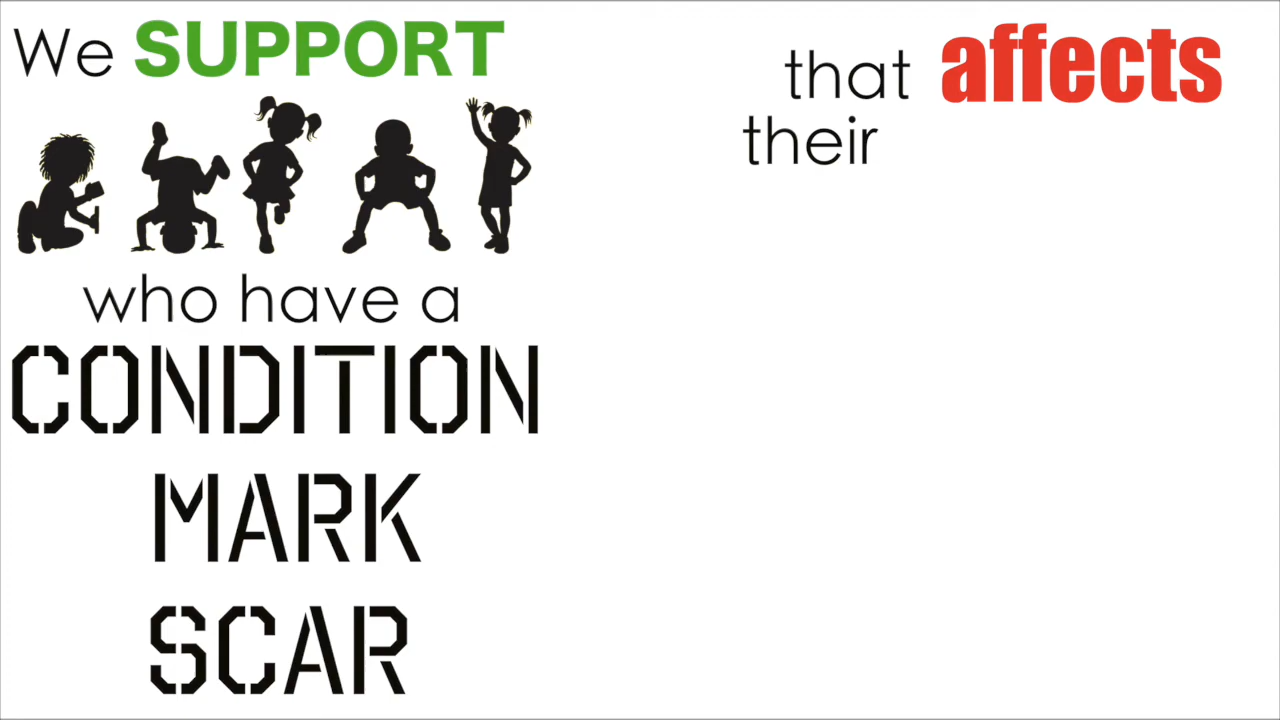 We SUPPORT
who have a
CONDITION
MARK
SCAR
that affects
their